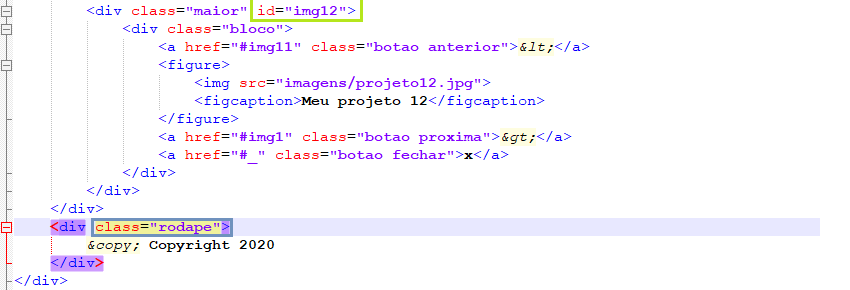 <div class="maior" id="img12">
<div class="bloco">
<a href="#img11" class="botao anterior">&lt;</a>
<figure>
<img src="imagens/projeto12.jpg">
<figcaption>Meu projeto 12</figcaption>
</figure>
<a href="#img1" class="botao proxima">&gt;</a>
<a href="#_" class="botao fechar">x</a>
</div>
</div>
</div>
<div class="rodape">
&copy; Copyright 2020
</div>
</div>